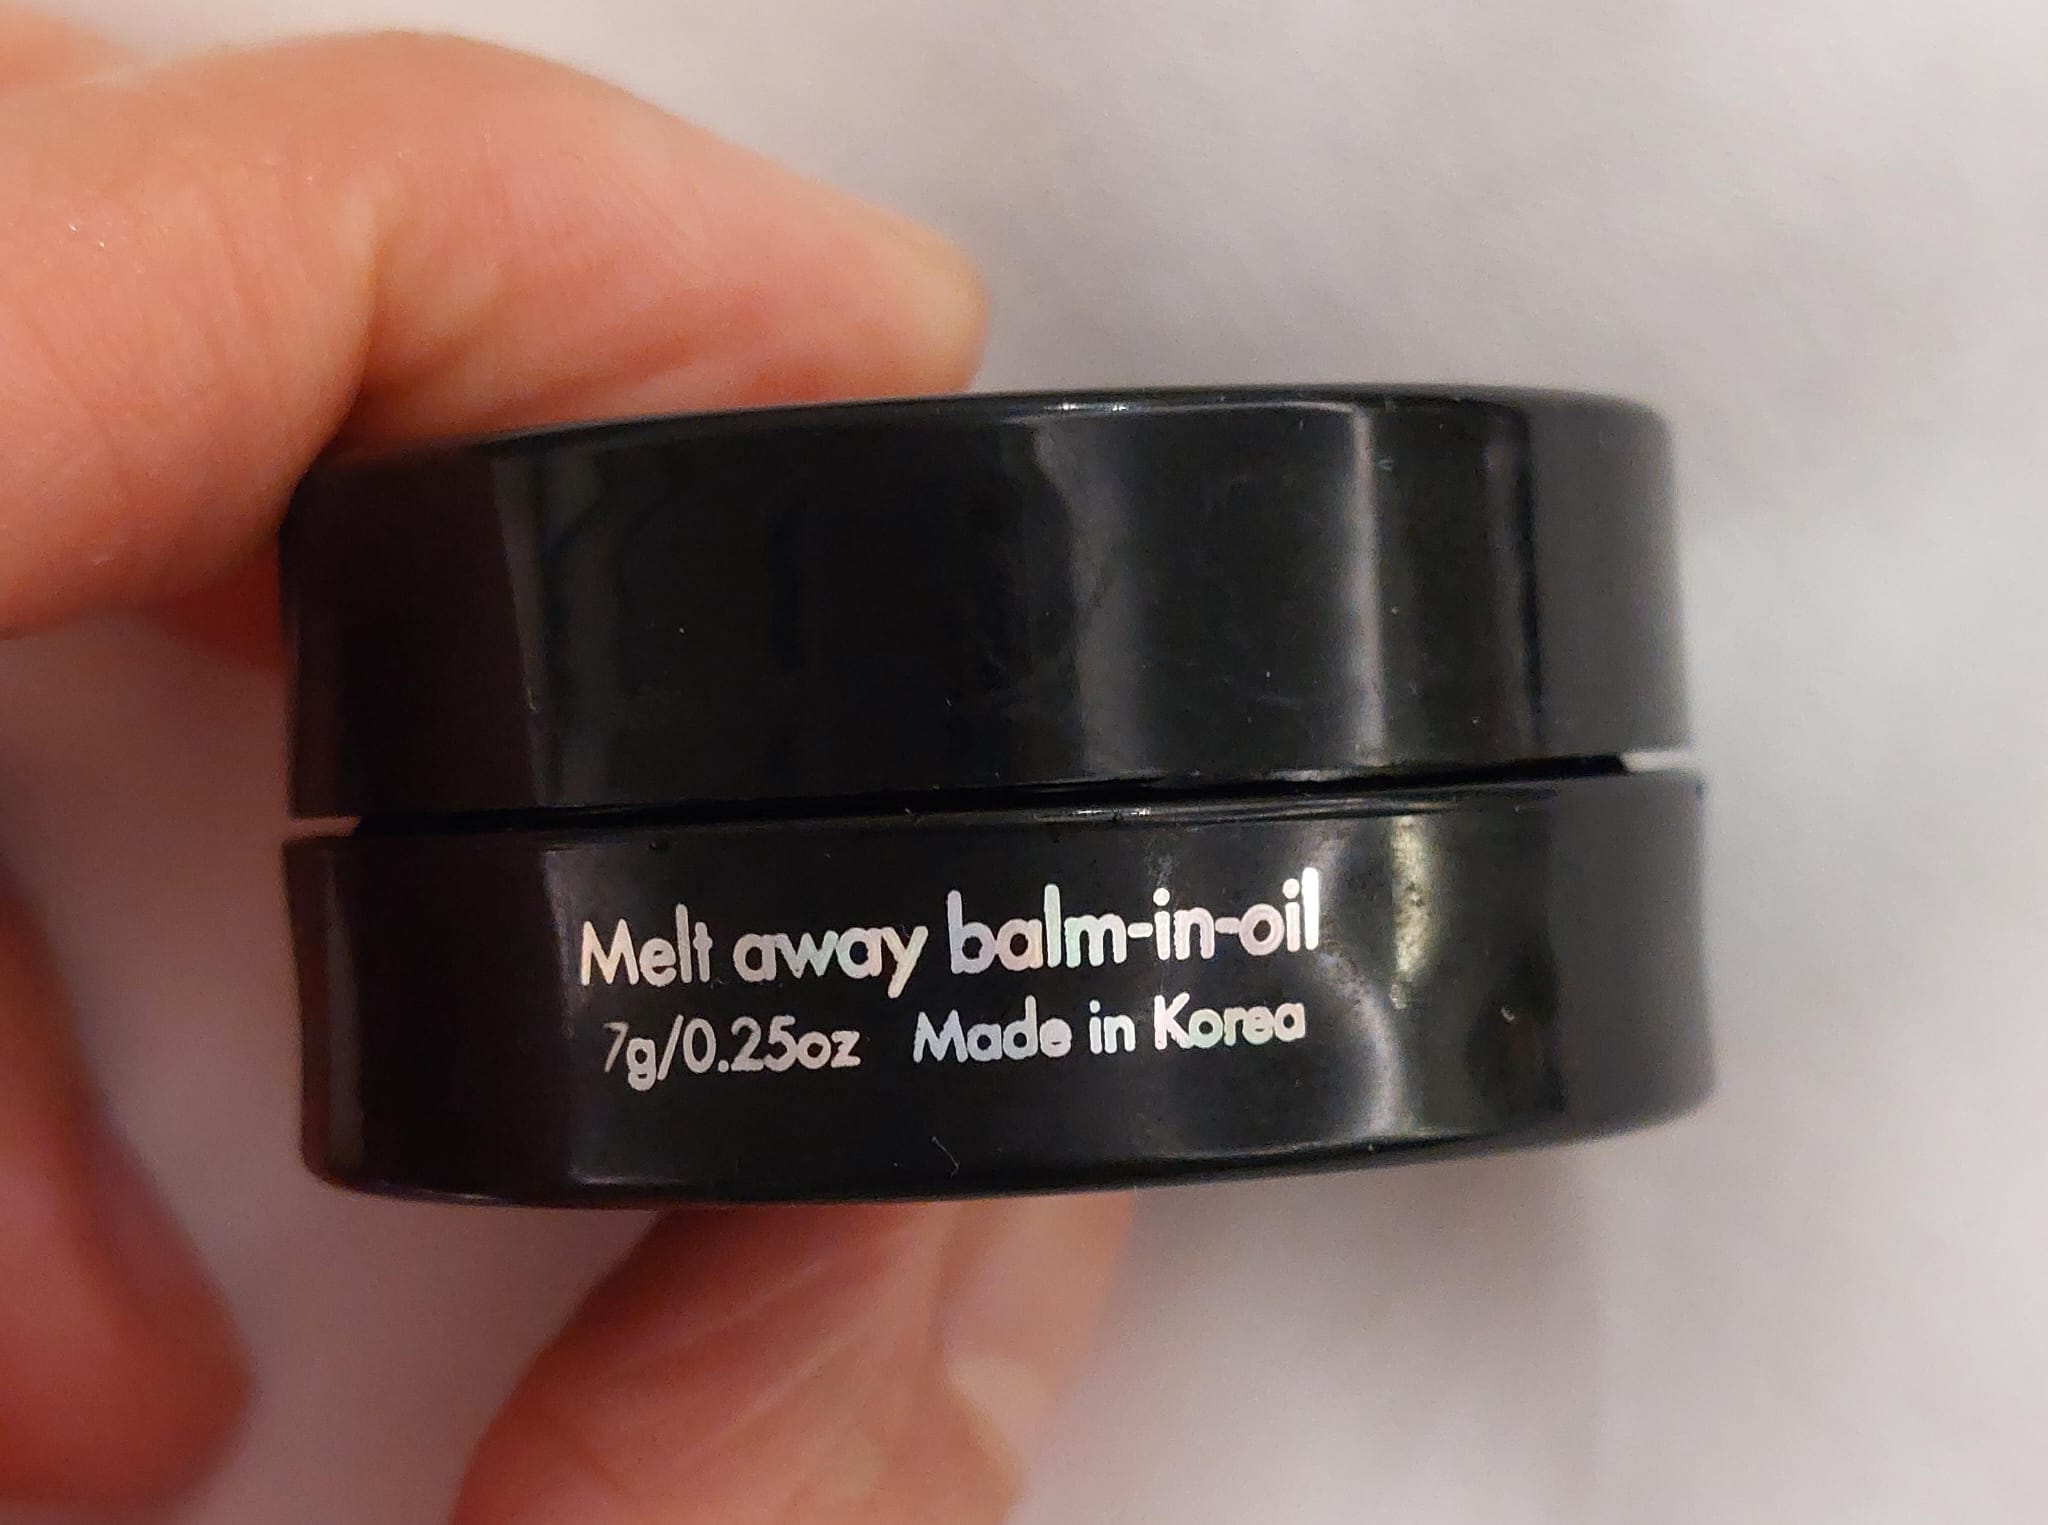 Melt away balm-in-oil
7g/0.25oz Made in Korea